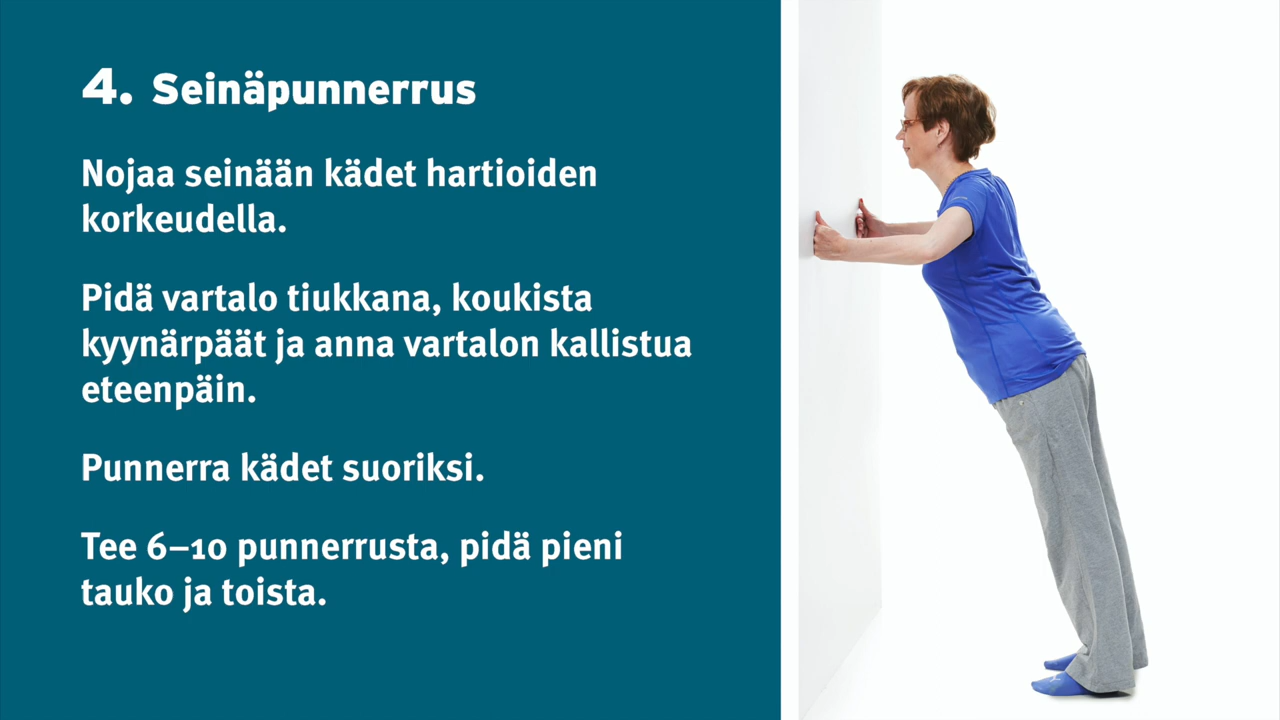 4. Seinäpunnerrus
Nojaa seinään kädet hartioiden
korkeudella.
Pidä vartalo tiukkana, koukista
kyynärpäät ja anna vartalon kallistua
eteenpäin.
Punnerra kädet suoriksi.
Tee 6–10 punnerrusta, pidä pieni
tauko ja toista.